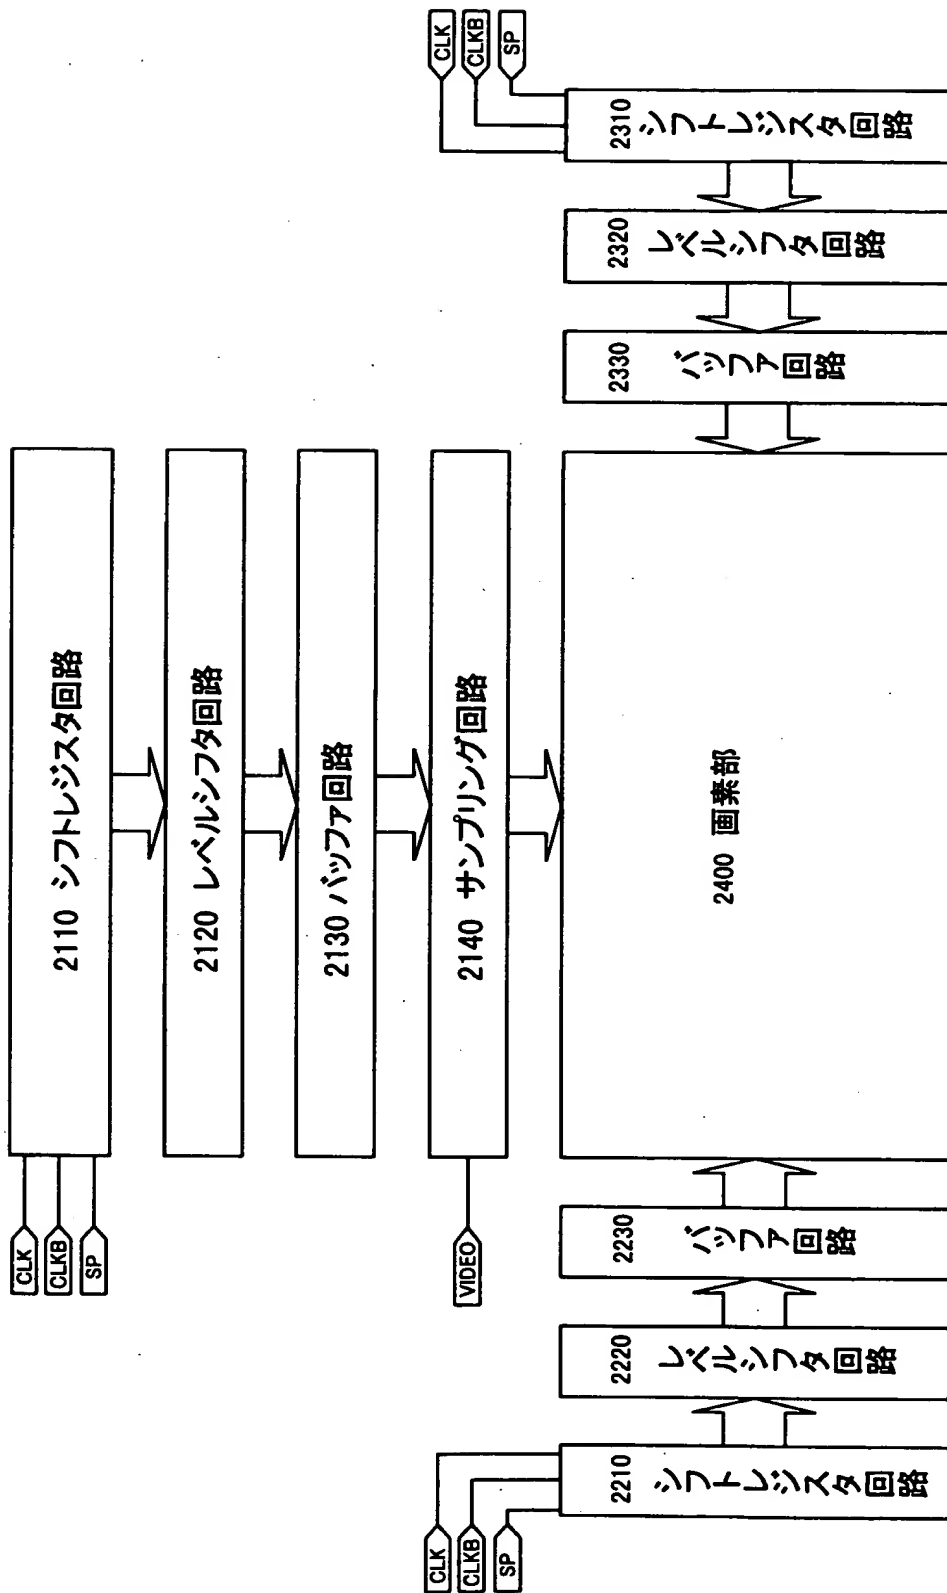 CLK
CLKB
SP
2110 シフトレジスタ回路
2120 レベルシフタ回路
2130 バッファ回路
VIDEO
2140 サンプリング回路
CLK
CLKB
SP
2210
シフトレジスタ回路
2220
レベルシフタ回路
2230
バッファ回路
2400 画素部
2330
バッファ回路
2320
レベルシフタ回路
2310
シフトレジスタ回路
CLK
CLKB
SP